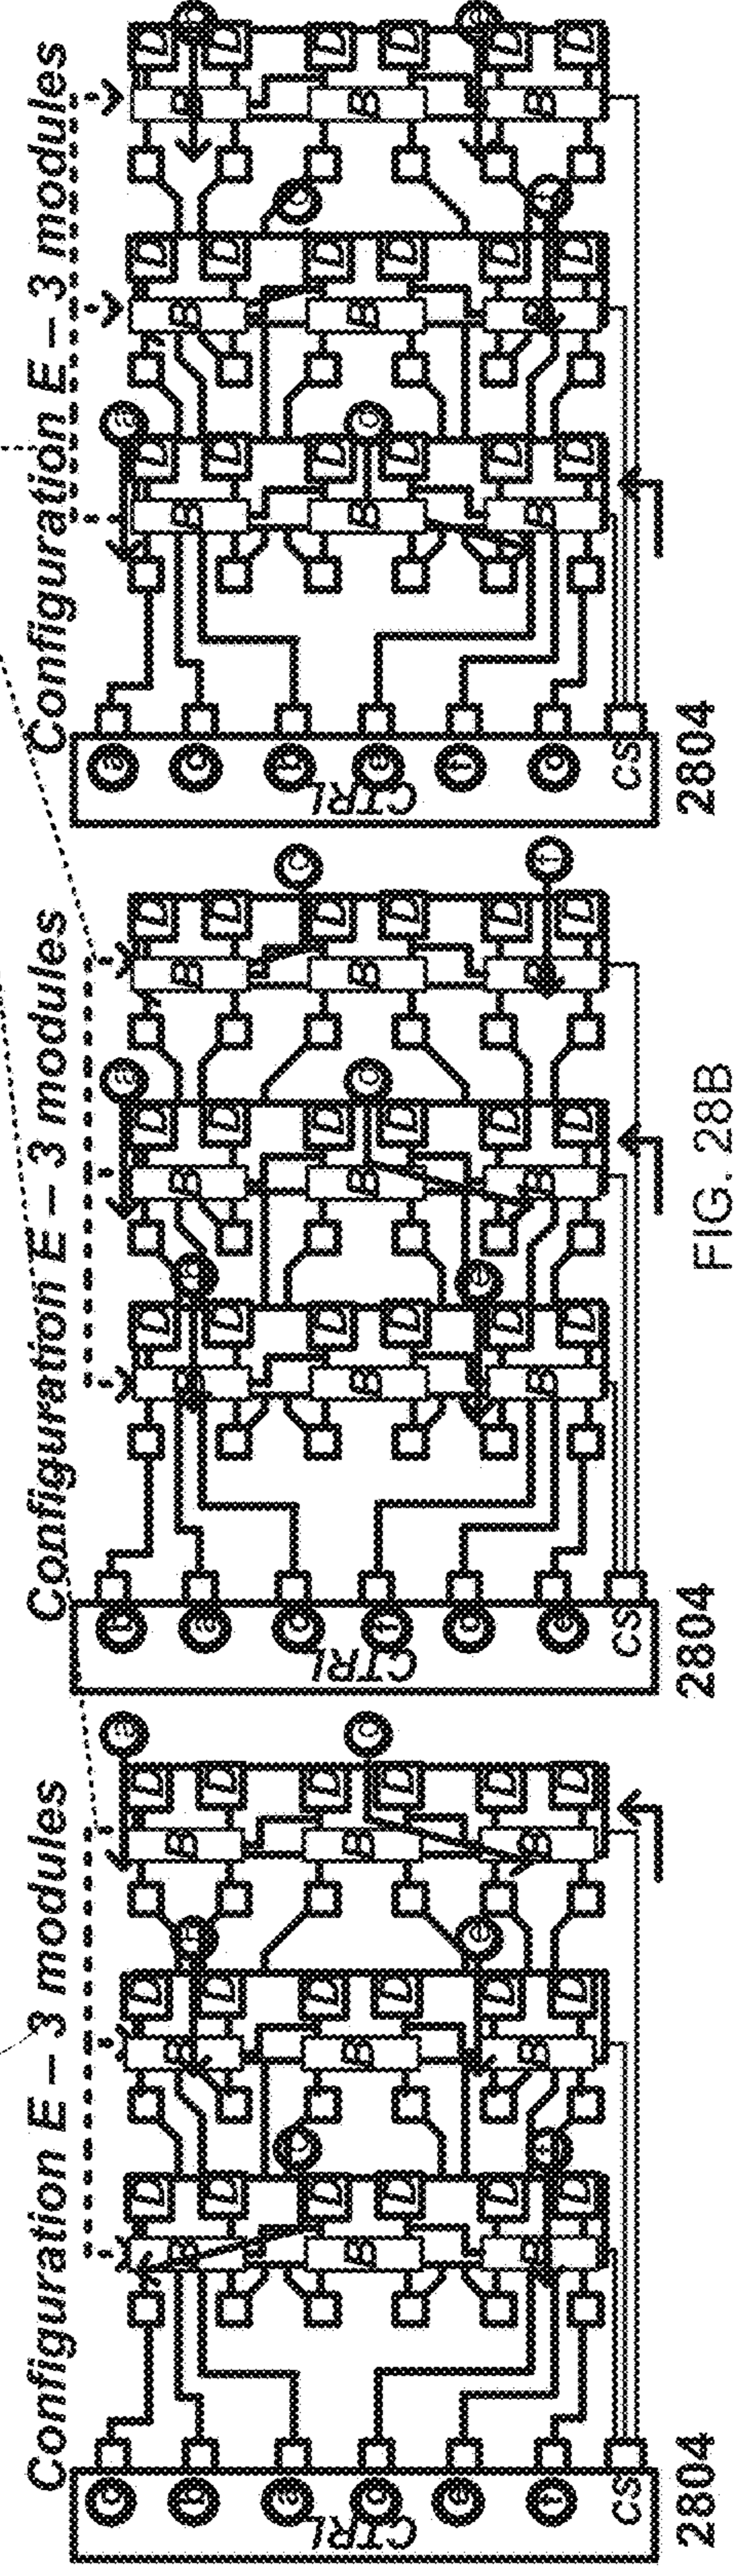 Configuration E – 3 modules
c a
D D D
B B B
b D D D
D D D
a c
B B B
CTRL
d d
D D D
e e
D D D
B B B
f f
D D D
CS
2804
Configuration E – 3 modules
b a
D D D
B B B
a b
D D D
c c
D D D
B B B
CTRL
f d
D D D
d e
D D D
B B B
e f
D D D
CS
2804
Configuration E – 3 modules
a a
D D D
B B B
c b
D D D
b c
D D D
B B B
CTRL
e d
D D D
f e
D D D
B B B
d f
D D D
CS
2804
FIG. 28B